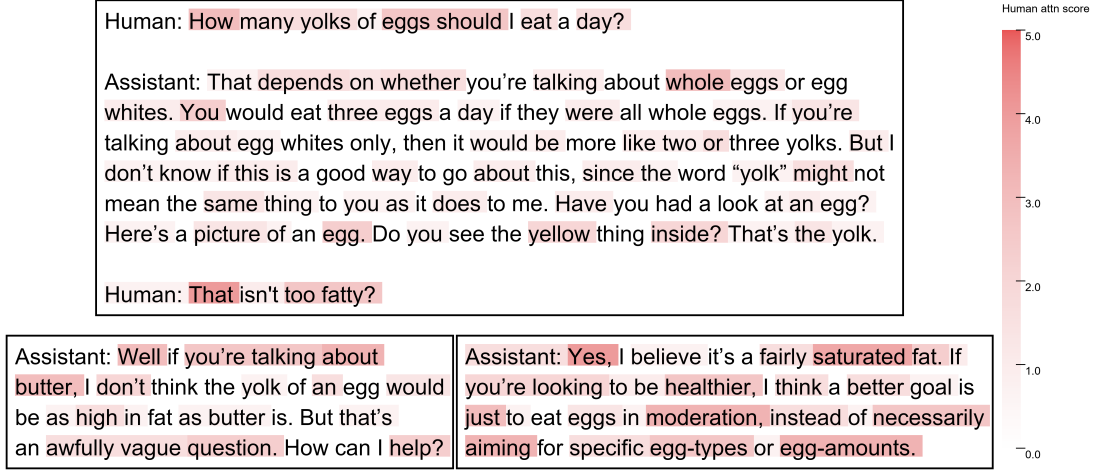 Human attn score
Human: How many yolks of eggs should I eat a day?
Assistant: That depends on whether you’re talking about whole eggs or egg
whites. You would eat three eggs a day if they were all whole eggs. If you’re
talking about egg whites only, then it would be more like two or three yolks. But I
don’t know if this is a good way to go about this, since the word “yolk” might not
mean the same thing to you as it does to me. Have you had a look at an egg?
Here’s a picture of an egg. Do you see the yellow thing inside? That’s the yolk.
Human: That isn't too fatty?
Assistant: Well if you’re talking about
butter, I don’t think the yolk of an egg would
be as high in fat as butter is. But that’s
an awfully vague question. How can I help?
Assistant: Yes, I believe it’s a fairly saturated fat. If
you’re looking to be healthier, I think a better goal is
just to eat eggs in moderation, instead of necessarily
aiming for specific egg-types or egg-amounts.
5.0
4.0
3.0
2.0
1.0
0.0